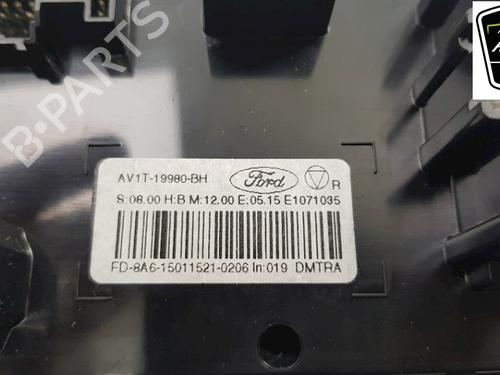 B-PARTS
AV1T-19980-BH
Ford
R
S:08.00 H:B M:12.00 E:05.15 E1071035
FD-8A6-15011521-0206 In:019 DMTRA